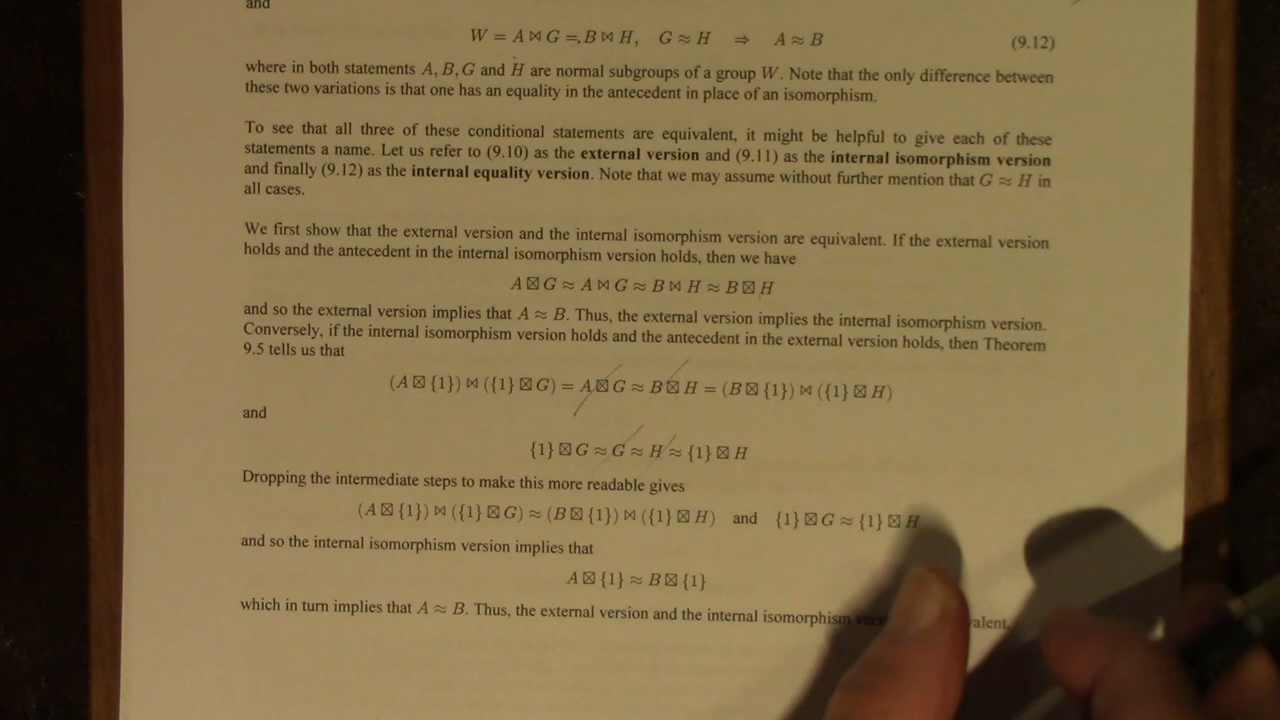 and
W = A ⋈ G = B ⋈ H, G ≈ H ⇒ A ≈ B (9.12)
where in both statements A, B, G and H are normal subgroups of a group W. Note that the only difference between
these two variations is that one has an equality in the antecedent in place of an isomorphism.
To see that all three of these conditional statements are equivalent, it might be helpful to give each of these
statements a name. Let us refer to (9.10) as the external version and (9.11) as the internal isomorphism version
and finally (9.12) as the internal equality version. Note that we may assume without further mention that G ≈ H in
all cases.
We first show that the external version and the internal isomorphism version are equivalent. If the external version
holds and the antecedent in the internal isomorphism version holds, then we have
A ⊠ G ≈ A ⋈ G ≈ B ⋈ H ≈ B ⊠ H
and so the external version implies that A ≈ B. Thus, the external version implies the internal isomorphism version.
Conversely, if the internal isomorphism version holds and the antecedent in the external version holds, then Theorem
9.5 tells us that
(A ⊠ {1}) ⋈ ({1} ⊠ G) = A ⊠ G ≈ B ⊠ H = (B ⊠ {1}) ⋈ ({1} ⊠ H)
and
{1} ⊠ G ≈ G ≈ H ≈ {1} ⊠ H
Dropping the intermediate steps to make this more readable gives
(A ⊠ {1}) ⋈ ({1} ⊠ G) ≈ (B ⊠ {1}) ⋈ ({1} ⊠ H) and {1} ⊠ G ≈ {1} ⊠ H
and so the internal isomorphism version implies that
A ⊠ {1} ≈ B ⊠ {1}
which in turn implies that A ≈ B. Thus, the external version and the internal isomorphism